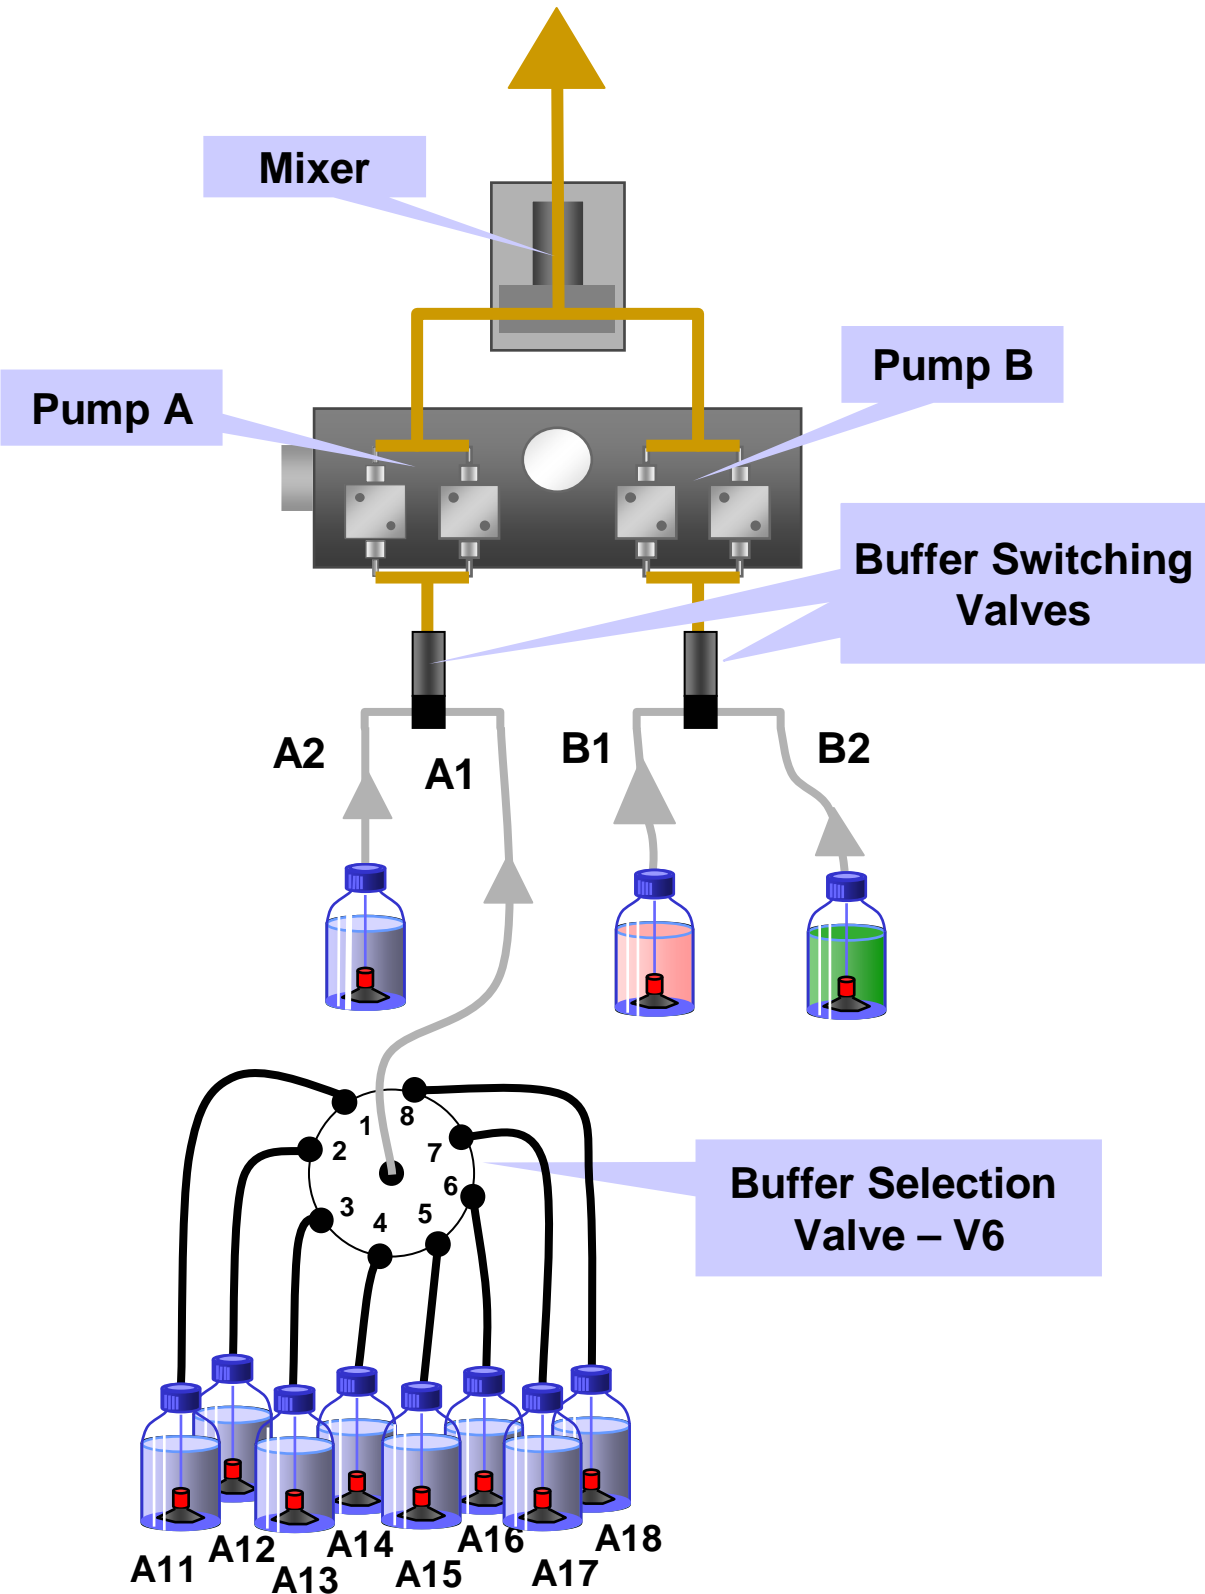 Mixer
Pump B
Pump A
Buffer Switching
Valves
A2
A1
B1
B2
1
8
2
7
3
6
4
5
Buffer Selection
Valve – V6
A11
A12
A13
A14
A15
A16
A17
A18